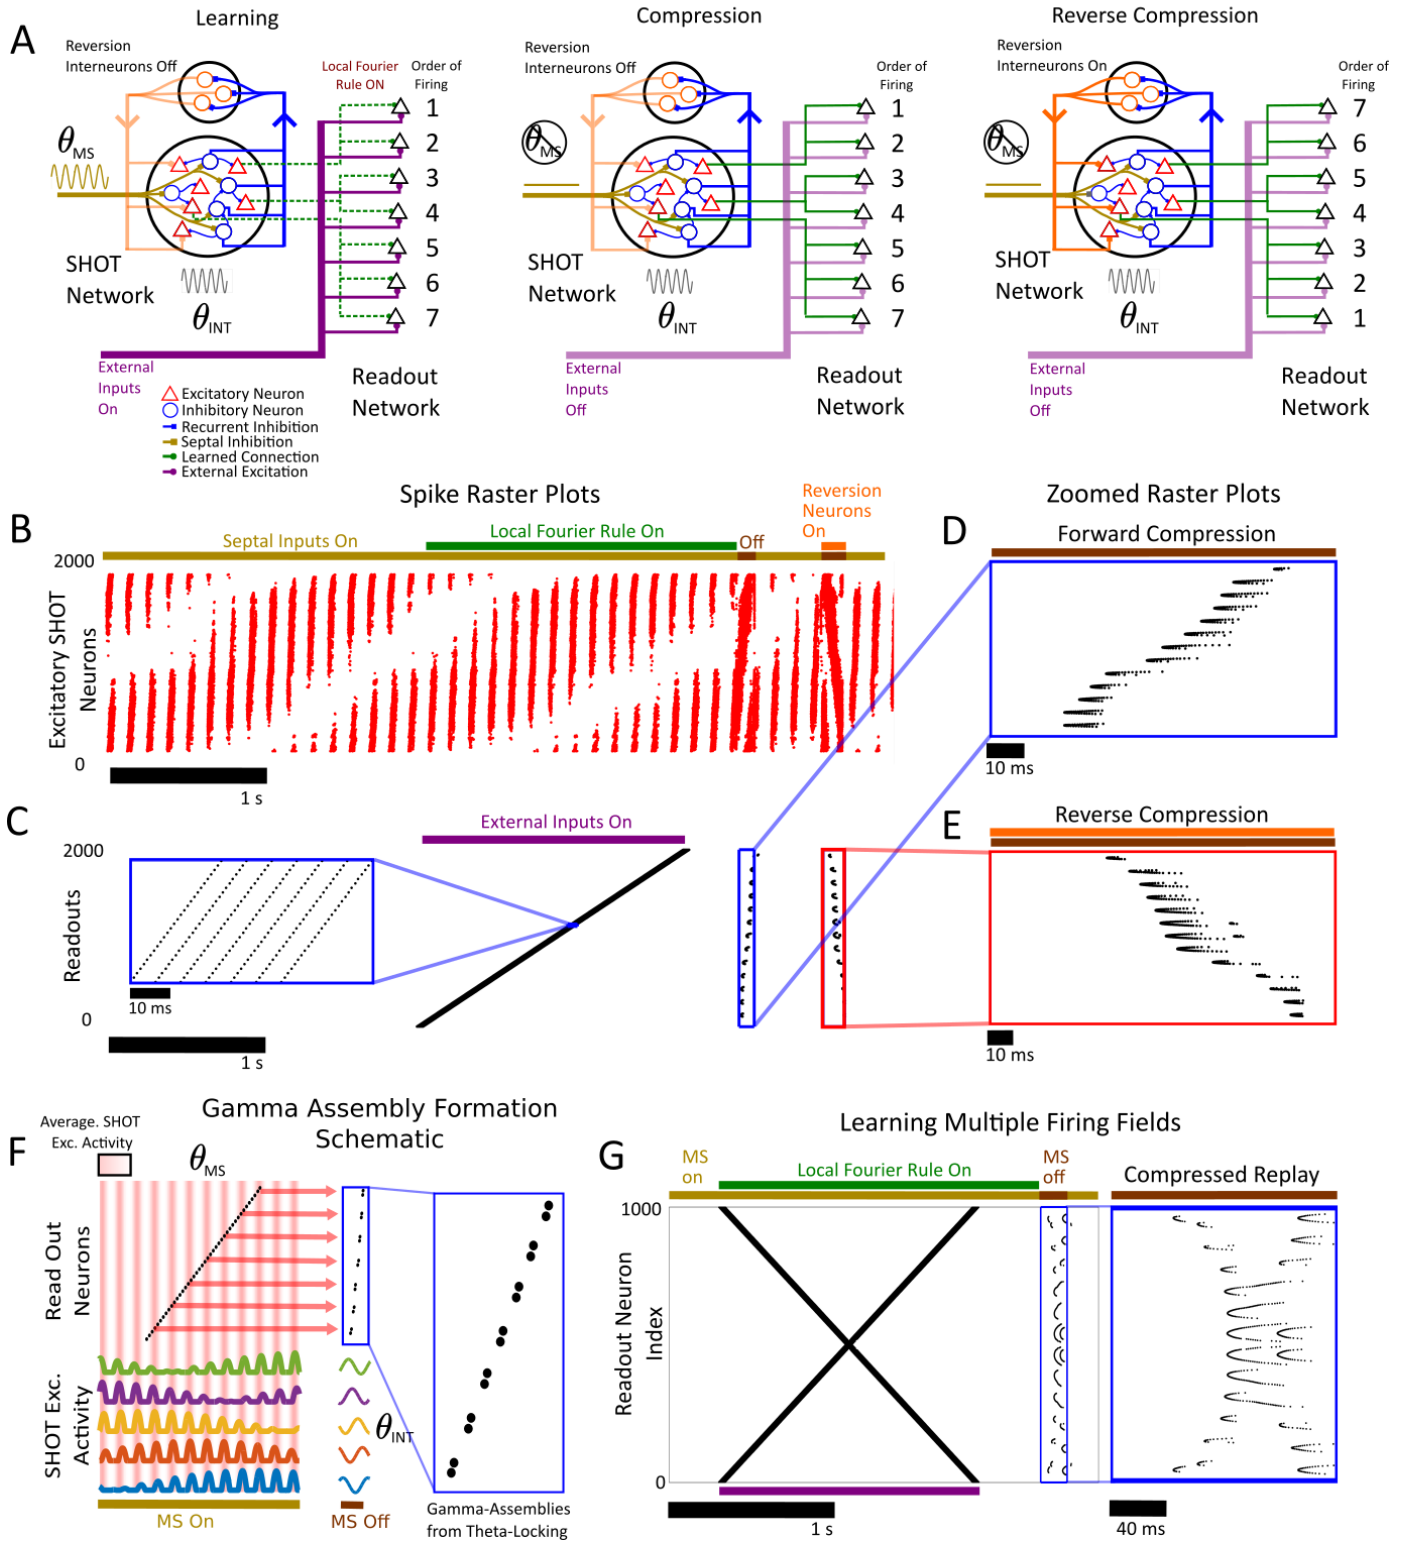 A
Learning
Compression
Reverse Compression
Reversion
Interneurons Off
Local Fourier
Rule ON
Order of
Firing
θMS
1
2
3
4
5
6
7
SHOT
Network
θINT
External
Inputs
On
Readout
Network
Excitatory Neuron
Inhibitory Neuron
Recurrent Inhibition
Septal Inhibition
Learned Connection
External Excitation
Reversion
Interneurons Off
Order of
Firing
θMS
1
2
3
4
5
6
7
SHOT
Network
θINT
External
Inputs
Off
Readout
Network
Reversion
Interneurons On
Order of
Firing
θMS
7
6
5
4
3
2
1
SHOT
Network
θINT
External
Inputs
Off
Readout
Network
Spike Raster Plots
Zoomed Raster Plots
B
Septal Inputs On
Local Fourier Rule On
Off
Reversion
Neurons
On
2000
Excitatory SHOT
Neurons
0
1 s
D
Forward Compression
10 ms
C
External Inputs On
2000
Readouts
0
10 ms
1 s
E
Reverse Compression
10 ms
F
Gamma Assembly Formation
Schematic
Average. SHOT
Exc. Activity
θMS
Read Out
Neurons
SHOT Exc.
Activity
θINT
MS On
MS Off
Gamma-Assemblies
from Theta-Locking
G
Learning Multiple Firing Fields
MS
on
Local Fourier Rule On
MS
off
Compressed Replay
1000
Readout Neuron
Index
0
1 s
40 ms